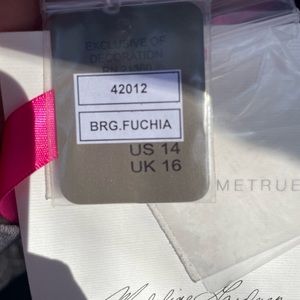 EXCLUSIVE OF
DECORATION
42012
BRG.FUCHIA
US 14
UK 16
METRUE